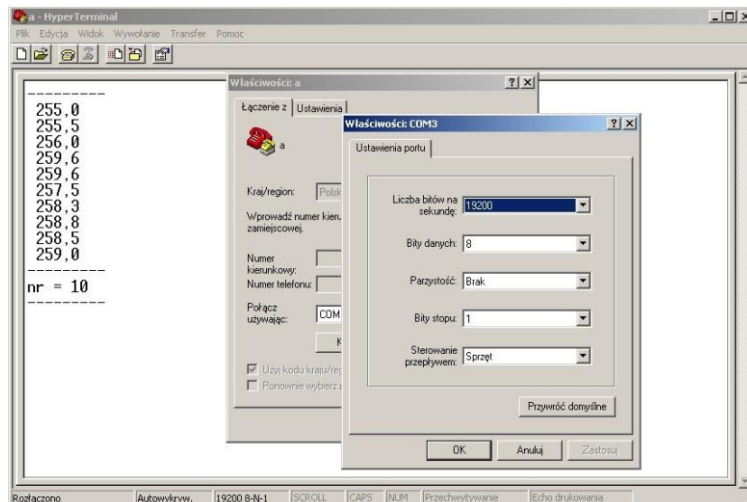 a - HyperTerminal
Plik Edycja Widok Wywołanie Transfer Pomoc
---------
255,0
255,5
256,0
259,6
259,6
257,5
258,3
258,8
258,5
259,0
---------
nr = 10
---------
Właściwości: a
Łączenie z Ustawienia
a
Kraj/region:
Wprowadź numer
zamiejscowej.
Numer
kierunkowy:
Numer telefonu:
Połącz
używając: COM
Użyj kodu
Ponownie wybierz
Właściwości: COM3
Ustawienia portu
Liczba bitów na
sekundę: 19200
Bity danych: 8
Parzystość: Brak
Bity stopu: 1
Sterowanie
przepływem: Sprzęt
Przywróć domyślne
OK Anuluj Zastosuj
Rozłaczono Autowykryw. 19200 8-N-1 SCROLL CAPS NUM Przechwytywanie Echo drukowania